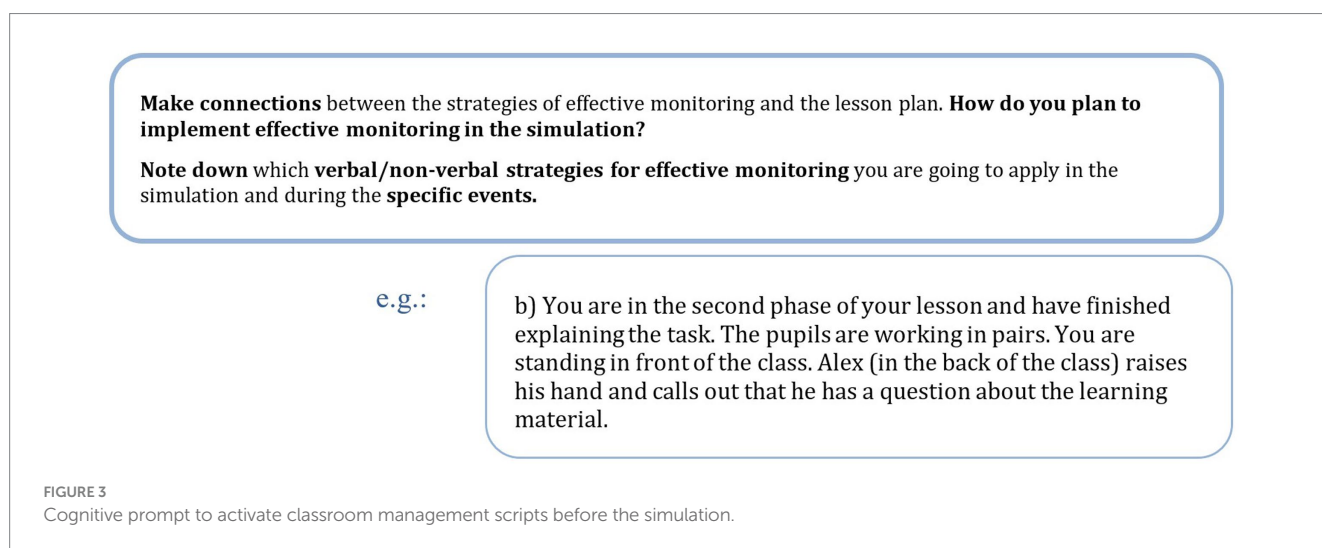 Make connections between the strategies of effective monitoring and the lesson plan. How do you plan to
implement effective monitoring in the simulation?
Note down which verbal/non-verbal strategies for effective monitoring you are going to apply in the
simulation and during the specific events.
e.g.:
b) You are in the second phase of your lesson and have finished
explaining the task. The pupils are working in pairs. You are
standing in front of the class. Alex (in the back of the class) raises
his hand and calls out that he has a question about the learning
material.
FIGURE 3
Cognitive prompt to activate classroom management scripts before the simulation.